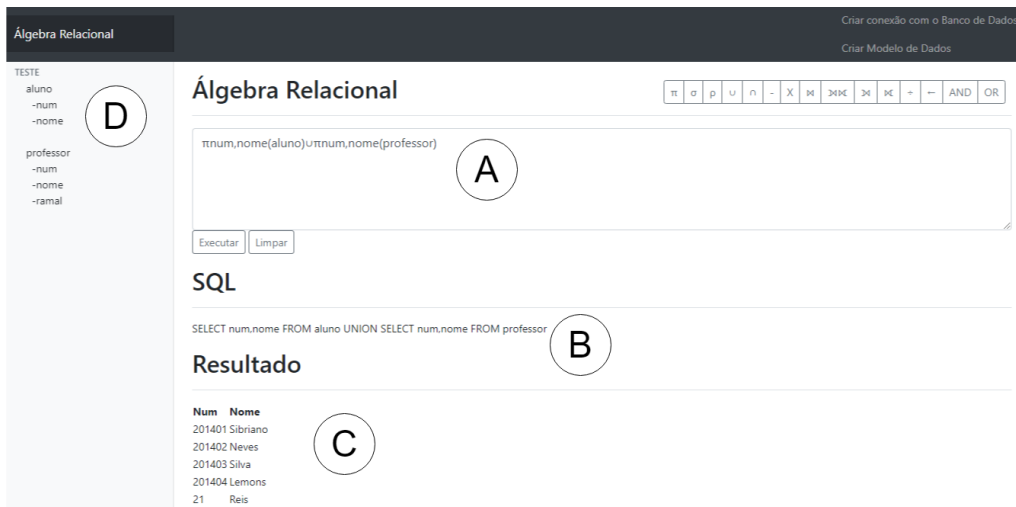 Álgebra Relacional
Criar conexão com o Banco de Dados
Criar Modelo de Dados
TESTE
aluno
-num
-nome
professor
-num
-nome
-ramal
D
Álgebra Relacional
π σ ρ ∪ ∩ - X ⋈ ⟗ ⟕ ⟖ ÷ ← AND OR
πnum,nome(aluno)∪πnum,nome(professor)
A
Executar Limpar
SQL
SELECT num,nome FROM aluno UNION SELECT num,nome FROM professor
B
Resultado
Num Nome
201401 Sibriano
201402 Neves
201403 Silva
201404 Lemons
21 Reis
C